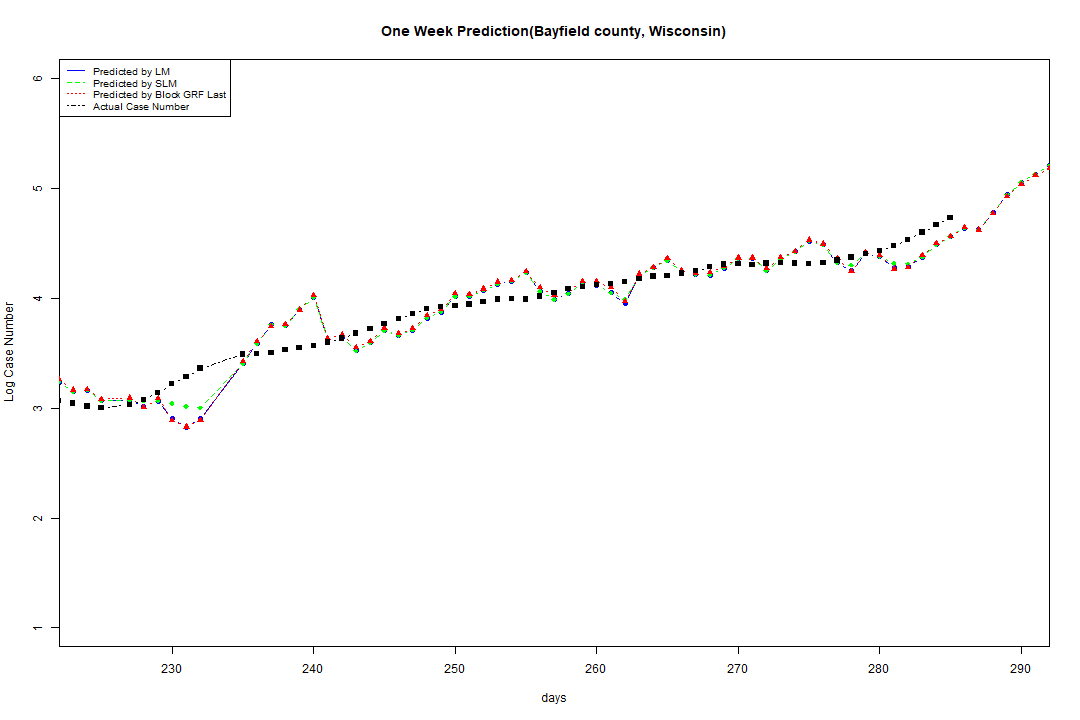 One Week Prediction(Bayfield county, Wisconsin)
Predicted by LM
Predicted by SLM
Predicted by Block GRF Last
Actual Case Number
6
5
4
3
2
1
Log Case Number
230 240 250 260 270 280 290
days